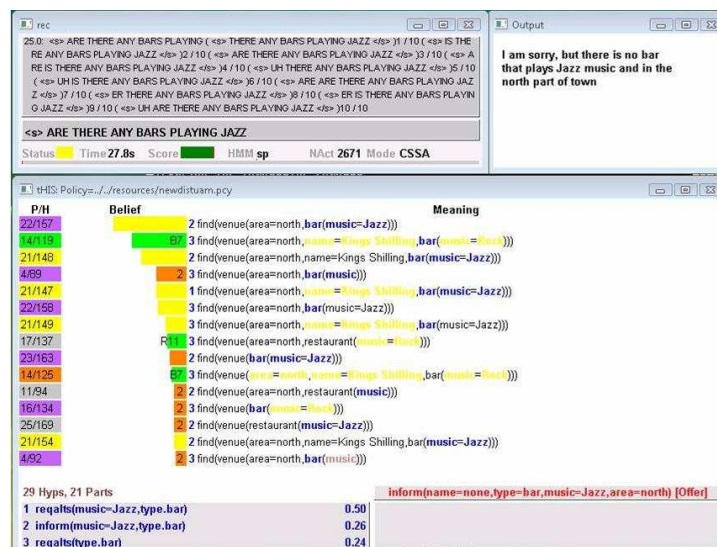 rec
25.0: <s> ARE THERE ANY BARS PLAYING ( <s> THERE ANY BARS PLAYING JAZZ </s> )1 / 10 ( <s> IS THE
RE ANY BARS PLAYING JAZZ </s> )2 / 10 ( <s> ARE THERE ANY BARS PLAYING JAZZ </s> )3 / 10 ( <s> A
RE IS THERE ANY BARS PLAYING JAZZ </s> )4 / 10 ( <s> UH THERE ANY BARS PLAYING JAZZ </s> )5 / 10
( <s> UH IS THERE ANY BARS PLAYING JAZZ </s> )6 / 10 ( <s> ARE ARE THERE ANY BARS PLAYING JAZ
Z </s> )7 / 10 ( <s> ER THERE ANY BARS PLAYING JAZZ </s> )8 / 10 ( <s> ER IS THERE ANY BARS PLAYIN
G JAZZ </s> )9 / 10 ( <s> UH ARE THERE ANY BARS PLAYING JAZZ </s> )10 / 10
<s> ARE THERE ANY BARS PLAYING JAZZ
Status Time 27.8s Score HMM sp NAct 2671 Mode CSSA
Output
I am sorry, but there is no bar
that plays Jazz music and in the
north part of town
tHIS: Policy=../../resources/newdistuam.pcy
P/H Belief Meaning
22/157 2 find(venue(area=north,bar(music=Jazz)))
14/119 B7 3 find(venue(area=north,name=Kings Shilling,bar(music=Rock)))
21/148 2 find(venue(area=north,name=Kings Shilling,bar(music=Jazz)))
4/89 2 3 find(venue(area=north,bar(music)))
21/147 1 find(venue(area=north,name=Kings Shilling,bar(music=Jazz)))
22/158 3 find(venue(area=north,bar(music=Jazz)))
21/149 3 find(venue(area=north,name=Kings Shilling,bar(music=Jazz)))
17/137 R11 3 find(venue(area=north,restaurant(music=Rock)))
23/163 2 find(venue(bar(music=Jazz)))
14/125 B7 3 find(venue(area=north,name=Kings Shilling,bar(music=Rock)))
11/94 2 2 find(venue(area=north,restaurant(music)))
16/134 2 3 find(venue(bar(music=Rock)))
25/169 2 2 find(venue(restaurant(music=Jazz)))
21/154 2 find(venue(area=north,name=Kings Shilling,bar(music=Jazz)))
4/92 2 3 find(venue(area=north,bar(music)))
29 Hyps, 21 Parts
1 reqalts(music=Jazz,type.bar) 0.50
2 inform(music=Jazz,type.bar) 0.26
3 reqalts(type.bar) 0.24
inform(name=none,type=bar,music=Jazz,area=north) [Offer]